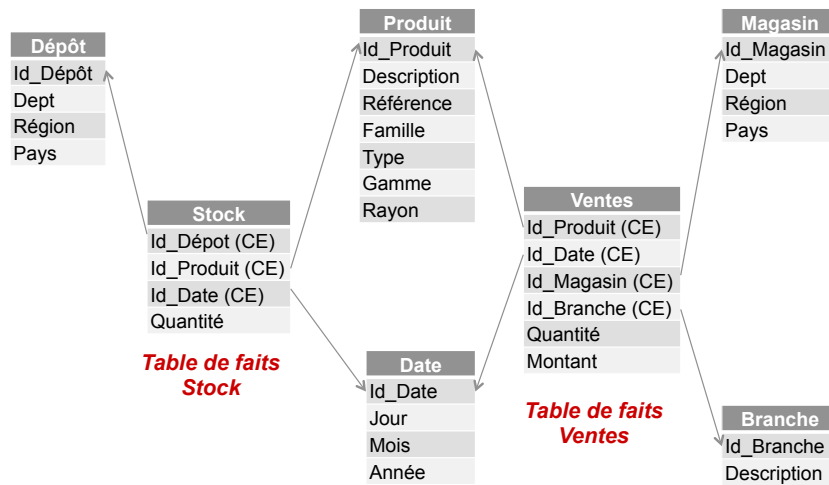 Dépôt
Id_Dépôt
Dept
Région
Pays
Produit
Id_Produit
Description
Référence
Famille
Type
Gamme
Rayon
Magasin
Id_Magasin
Dept
Région
Pays
Stock
Id_Dépot (CE)
Id_Produit (CE)
Id_Date (CE)
Quantité
Table de faits
Stock
Ventes
Id_Produit (CE)
Id_Date (CE)
Id_Magasin (CE)
Id_Branche (CE)
Quantité
Montant
Table de faits
Ventes
Date
Id_Date
Jour
Mois
Année
Branche
Id_Branche
Description